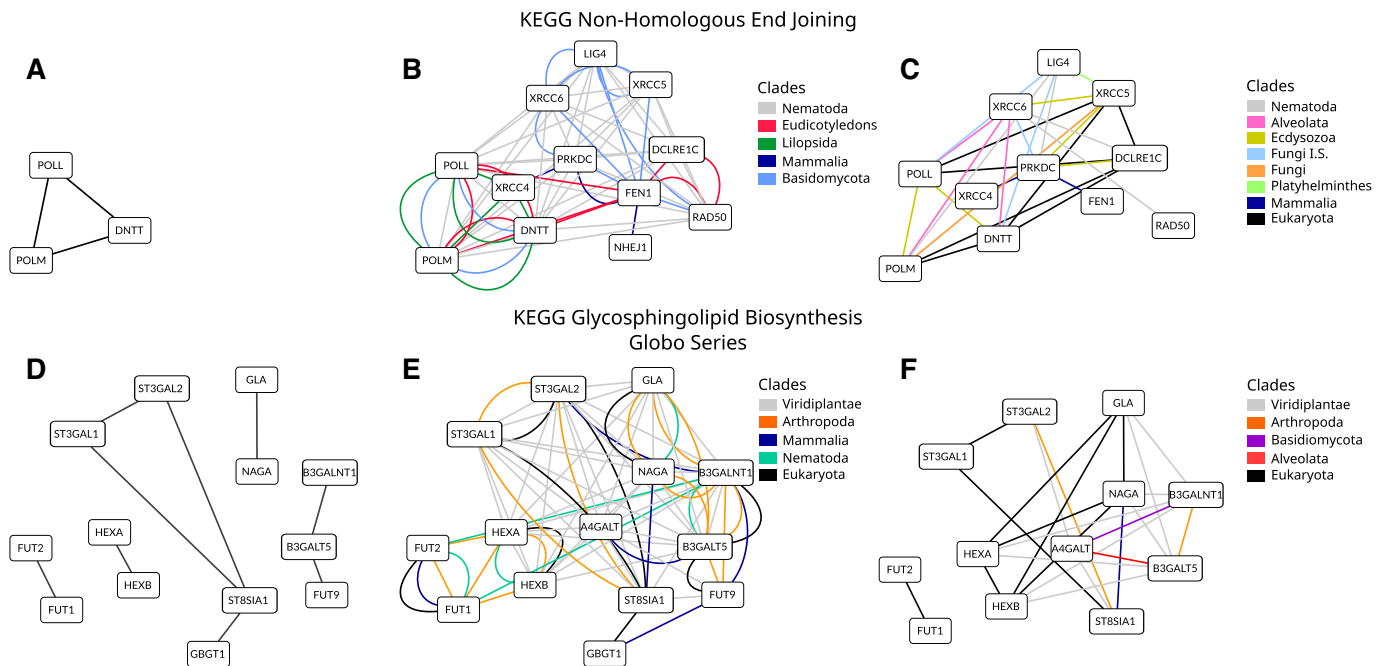 KEGG Non-Homologous End Joining
A
POLL
DNTT
POLM
B
LIG4
XRCC5
XRCC6
DCLRE1C
PRKDC
POLL
XRCC4
FEN1
RAD50
DNTT
NHEJ1
POLM
Clades
Nematoda
Eudicotyledons
Lilopsida
Mammalia
Basidomycota
C
LIG4
XRCC5
XRCC6
DCLRE1C
PRKDC
POLL
XRCC4
FEN1
RAD50
DNTT
POLM
Clades
Nematoda
Alveolata
Ecdysozoa
Fungi I.S.
Fungi
Platyhelminthes
Mammalia
Eukaryota
KEGG Glycosphingolipid Biosynthesis
Globo Series
D
GLA
ST3GAL2
ST3GAL1
NAGA
B3GALNT1
HEXA
FUT2
B3GALT5
HEXB
FUT9
ST8SIA1
FUT1
GBGT1
E
GLA
ST3GAL2
ST3GAL1
NAGA
B3GALNT1
A4GALT
HEXA
FUT2
B3GALT5
HEXB
FUT9
ST8SIA1
FUT1
GBGT1
Clades
Viridiplantae
Arthropoda
Mammalia
Nematoda
Eukaryota
F
GLA
ST3GAL2
ST3GAL1
NAGA
B3GALNT1
A4GALT
HEXA
B3GALT5
FUT2
HEXB
ST8SIA1
FUT1
Clades
Viridiplantae
Arthropoda
Basidiomycota
Alveolata
Eukaryota